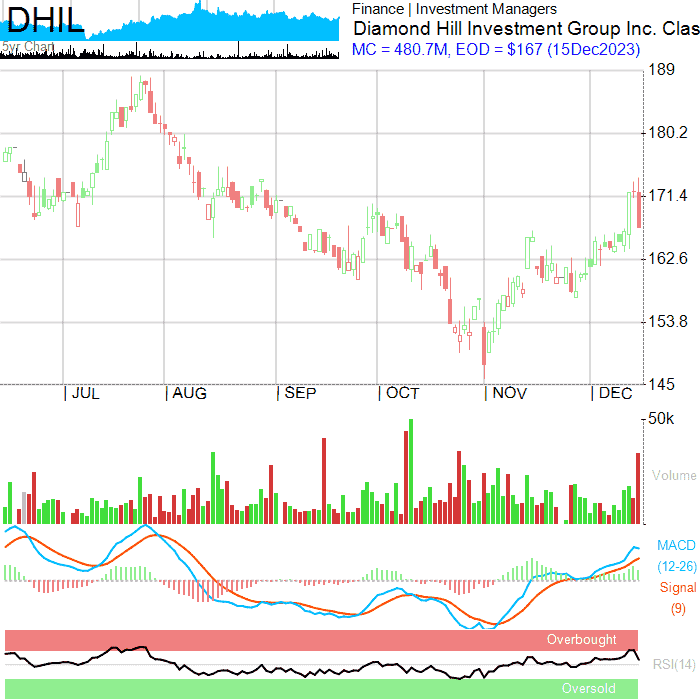 DHIL
5yr Chart
Finance | Investment Managers
Diamond Hill Investment Group Inc. Clas
MC = 480.7M, EOD = $167 (15Dec2023)
189
180.2
171.4
162.6
153.8
145
| JUL | AUG | SEP | OCT | NOV | DEC
50k
Volume
MACD
(12-26)
Signal
(9)
Overbought
RSI(14)
Oversold